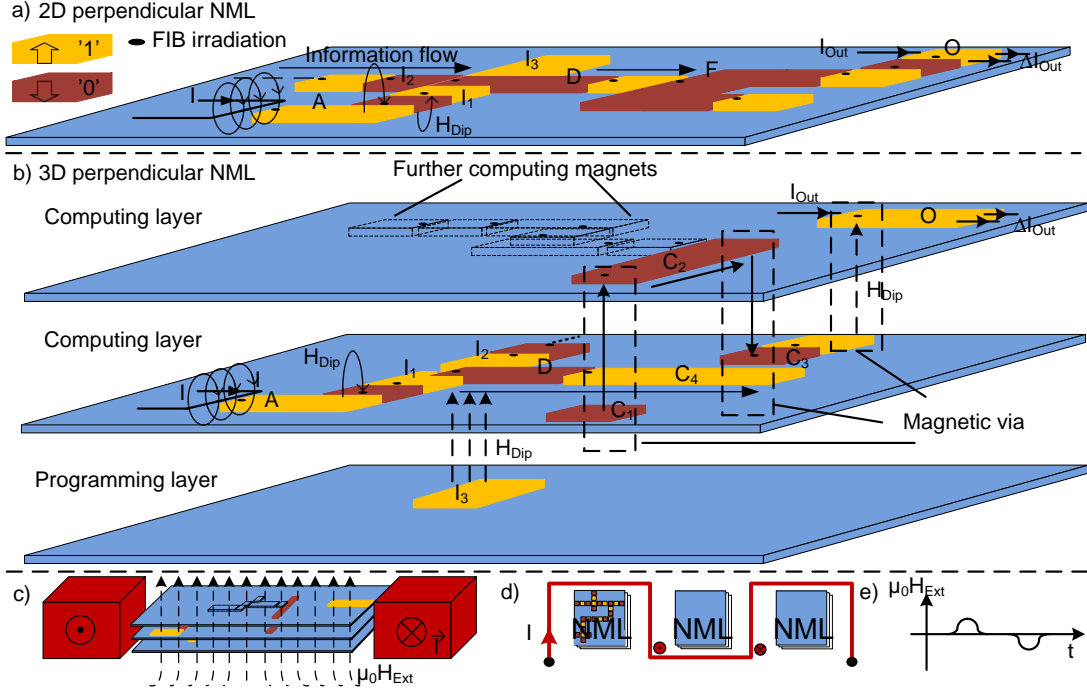 a) 2D perpendicular NML
'1'
FIB irradiation
'0'
Information flow
I
A
I2
I1
HDip
I3
D
F
IOut
O
ΔIOut
b) 3D perpendicular NML
Further computing magnets
Computing layer
IOut
O
ΔIOut
C2
HDip
Computing layer
HDip
I2
I1
I
I
A
D
C4
C3
C1
Magnetic via
HDip
Programming layer
I3
c)
I
μ0HExt
d)
I
NML
NML
NML
e)
μ0HExt
t